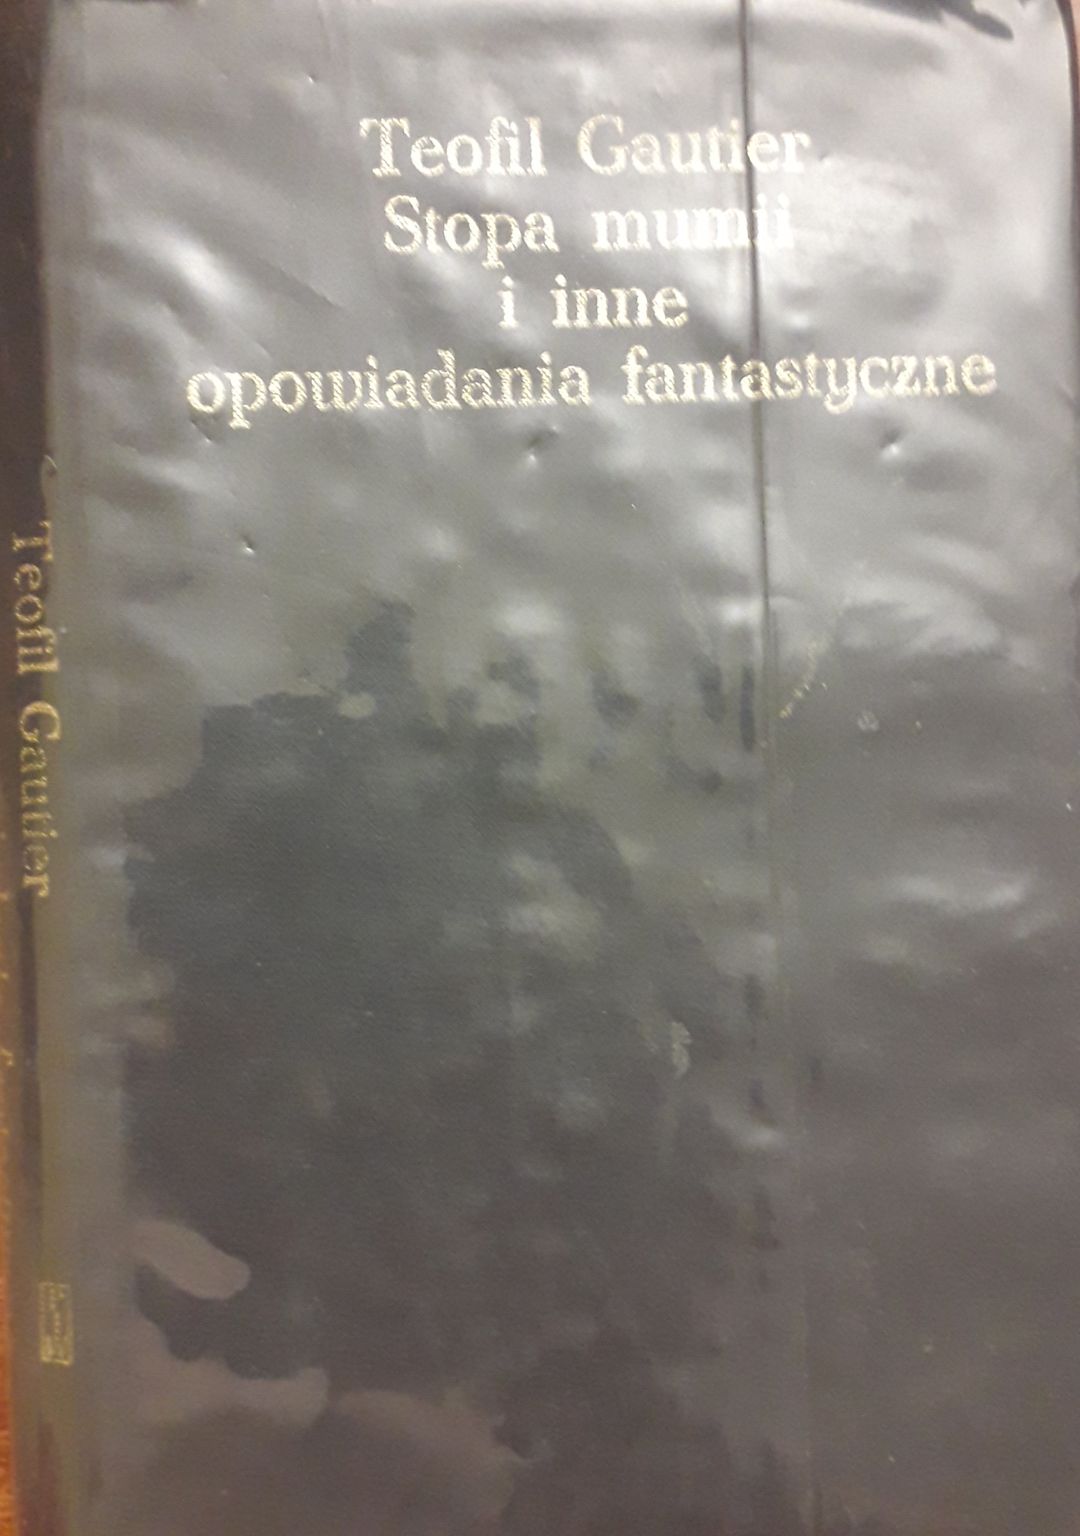 Teofil Gautier
Stopa mumii
i inne
opowiadania fantastyczne
Teofil Gautier